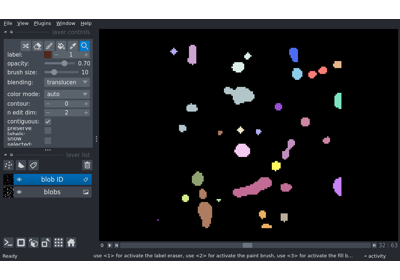 File View Plugins Window Help
layer controls
label: 1
opacity: 0.70
brush size: 10
blending: translucen
color mode: auto
contour: 0
n edit dim: 2
contiguous:
preserve labels:
show selected:
layer list
blob ID
blobs
32 63
Ready
use <1> for activate the label eraser, use <2> for activate the paint brush, use <3> for activate the fill b...
activity